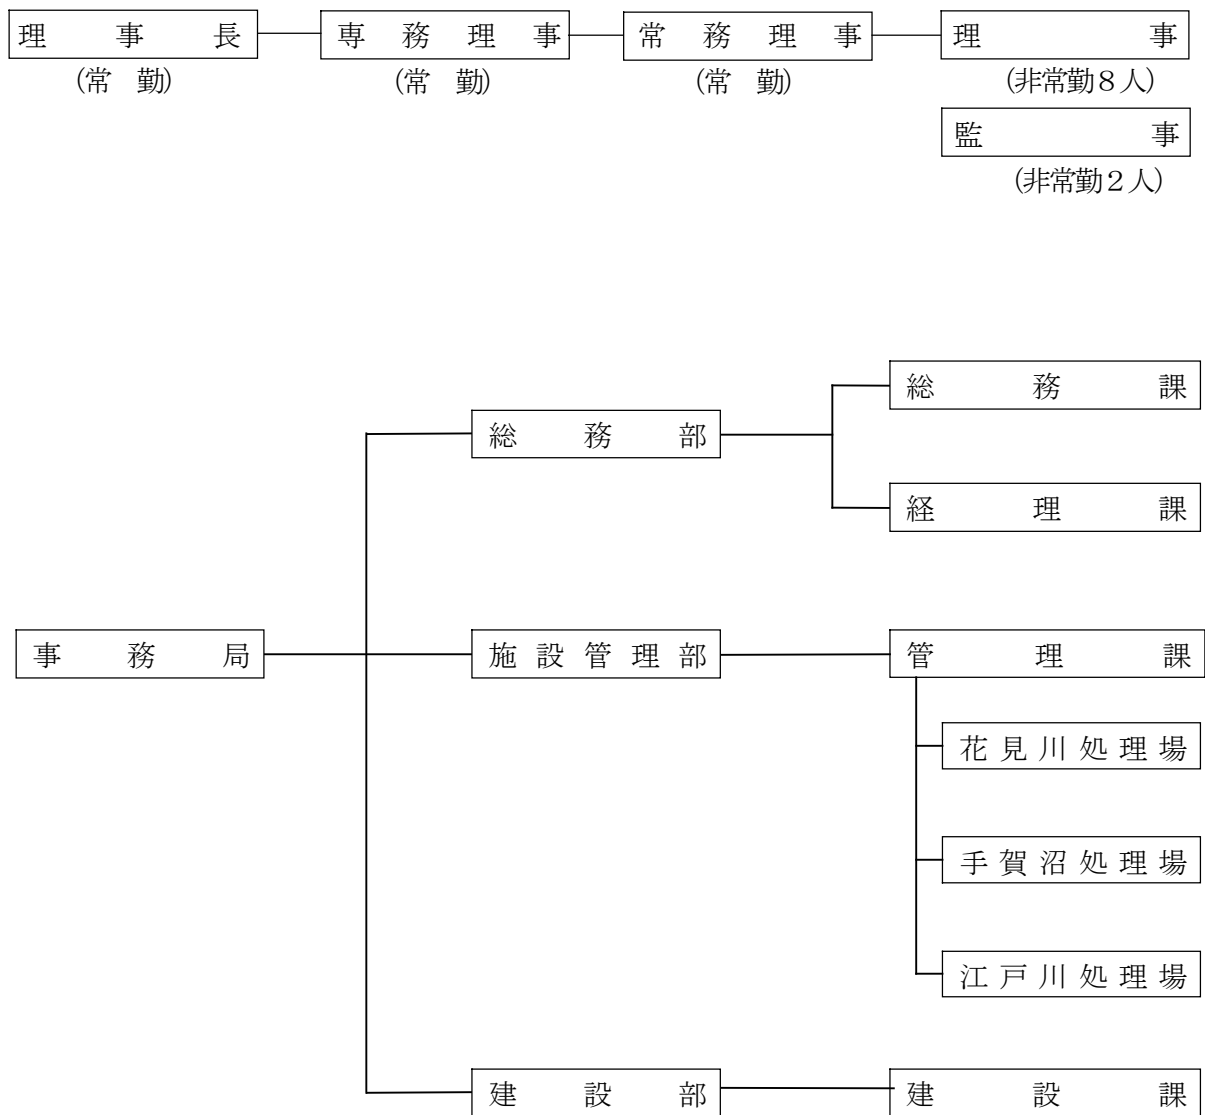 理事長 専務理事 常務理事 理事
(常 勤) (常 勤) (常 勤) (非常勤8人)
監事
(非常勤2人)
総務課
総務部
経理課
事務局 施設管理部 管理課
花見川処理場
手賀沼処理場
江戸川処理場
建設部 建設課